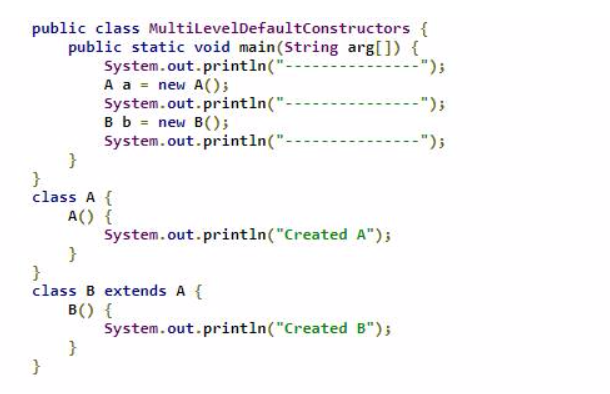 public class MultiLevelDefaultConstructors {
    public static void main(String arg[]) {
        System.out.println("---------------");
        A a = new A();
        System.out.println("---------------");
        B b = new B();
        System.out.println("---------------");
    }
}
class A {
    A() {
        System.out.println("Created A");
    }
}
class B extends A {
    B() {
        System.out.println("Created B");
    }
}